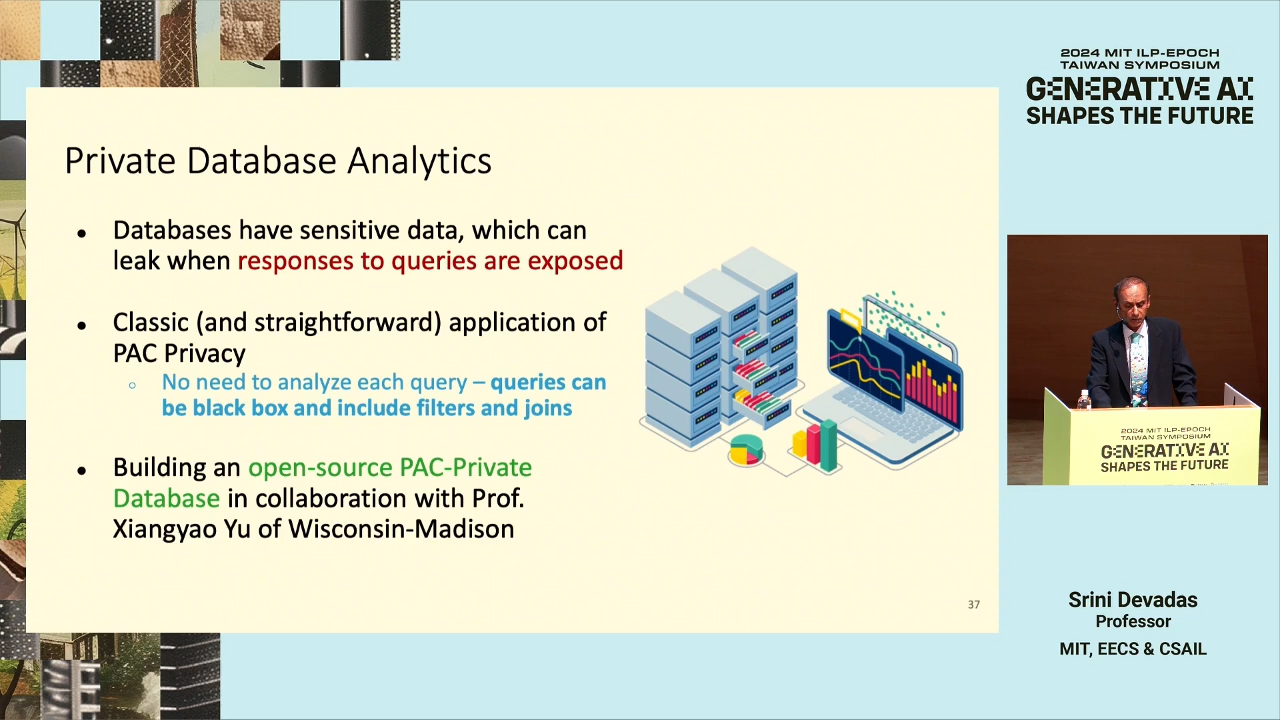 2024 MIT ILP-EPOCH
TAIWAN SYMPOSIUM
GENERATIVE AI
SHAPES THE FUTURE
Private Database Analytics
● Databases have sensitive data, which can
leak when responses to queries are exposed
● Classic (and straightforward) application of
PAC Privacy
○ No need to analyze each query – queries can
be black box and include filters and joins
● Building an open-source PAC-Private
Database in collaboration with Prof.
Xiangyao Yu of Wisconsin-Madison
37
2024 MIT ILP-EPOCH
TAIWAN SYMPOSIUM
GENERATIVE AI
SHAPES THE FUTURE
Srini Devadas
Professor
MIT, EECS & CSAIL